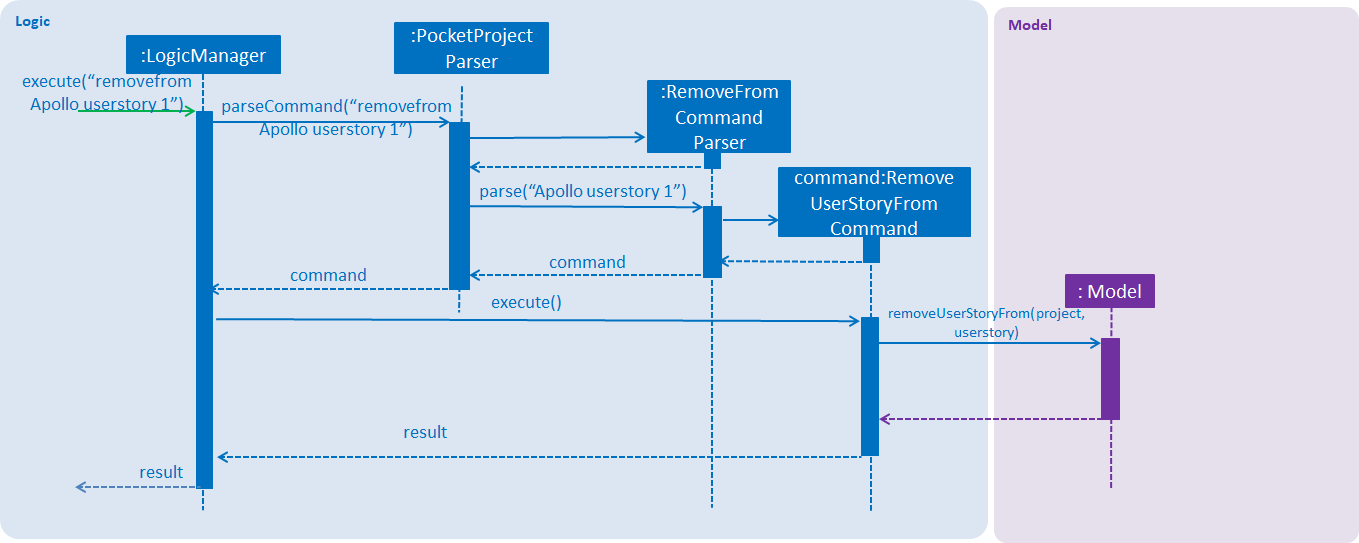 Logic
Model
:LogicManager
:PocketProject
Parser
execute(“removefrom
Apollo userstory 1”)
parseCommand(“removefrom
Apollo userstory 1”)
:RemoveFrom
Command
Parser
parse(“Apollo userstory 1”)
command:Remove
UserStoryFrom
Command
command
command
execute()
: Model
removeUserStoryFrom(project,
userstory)
result
result